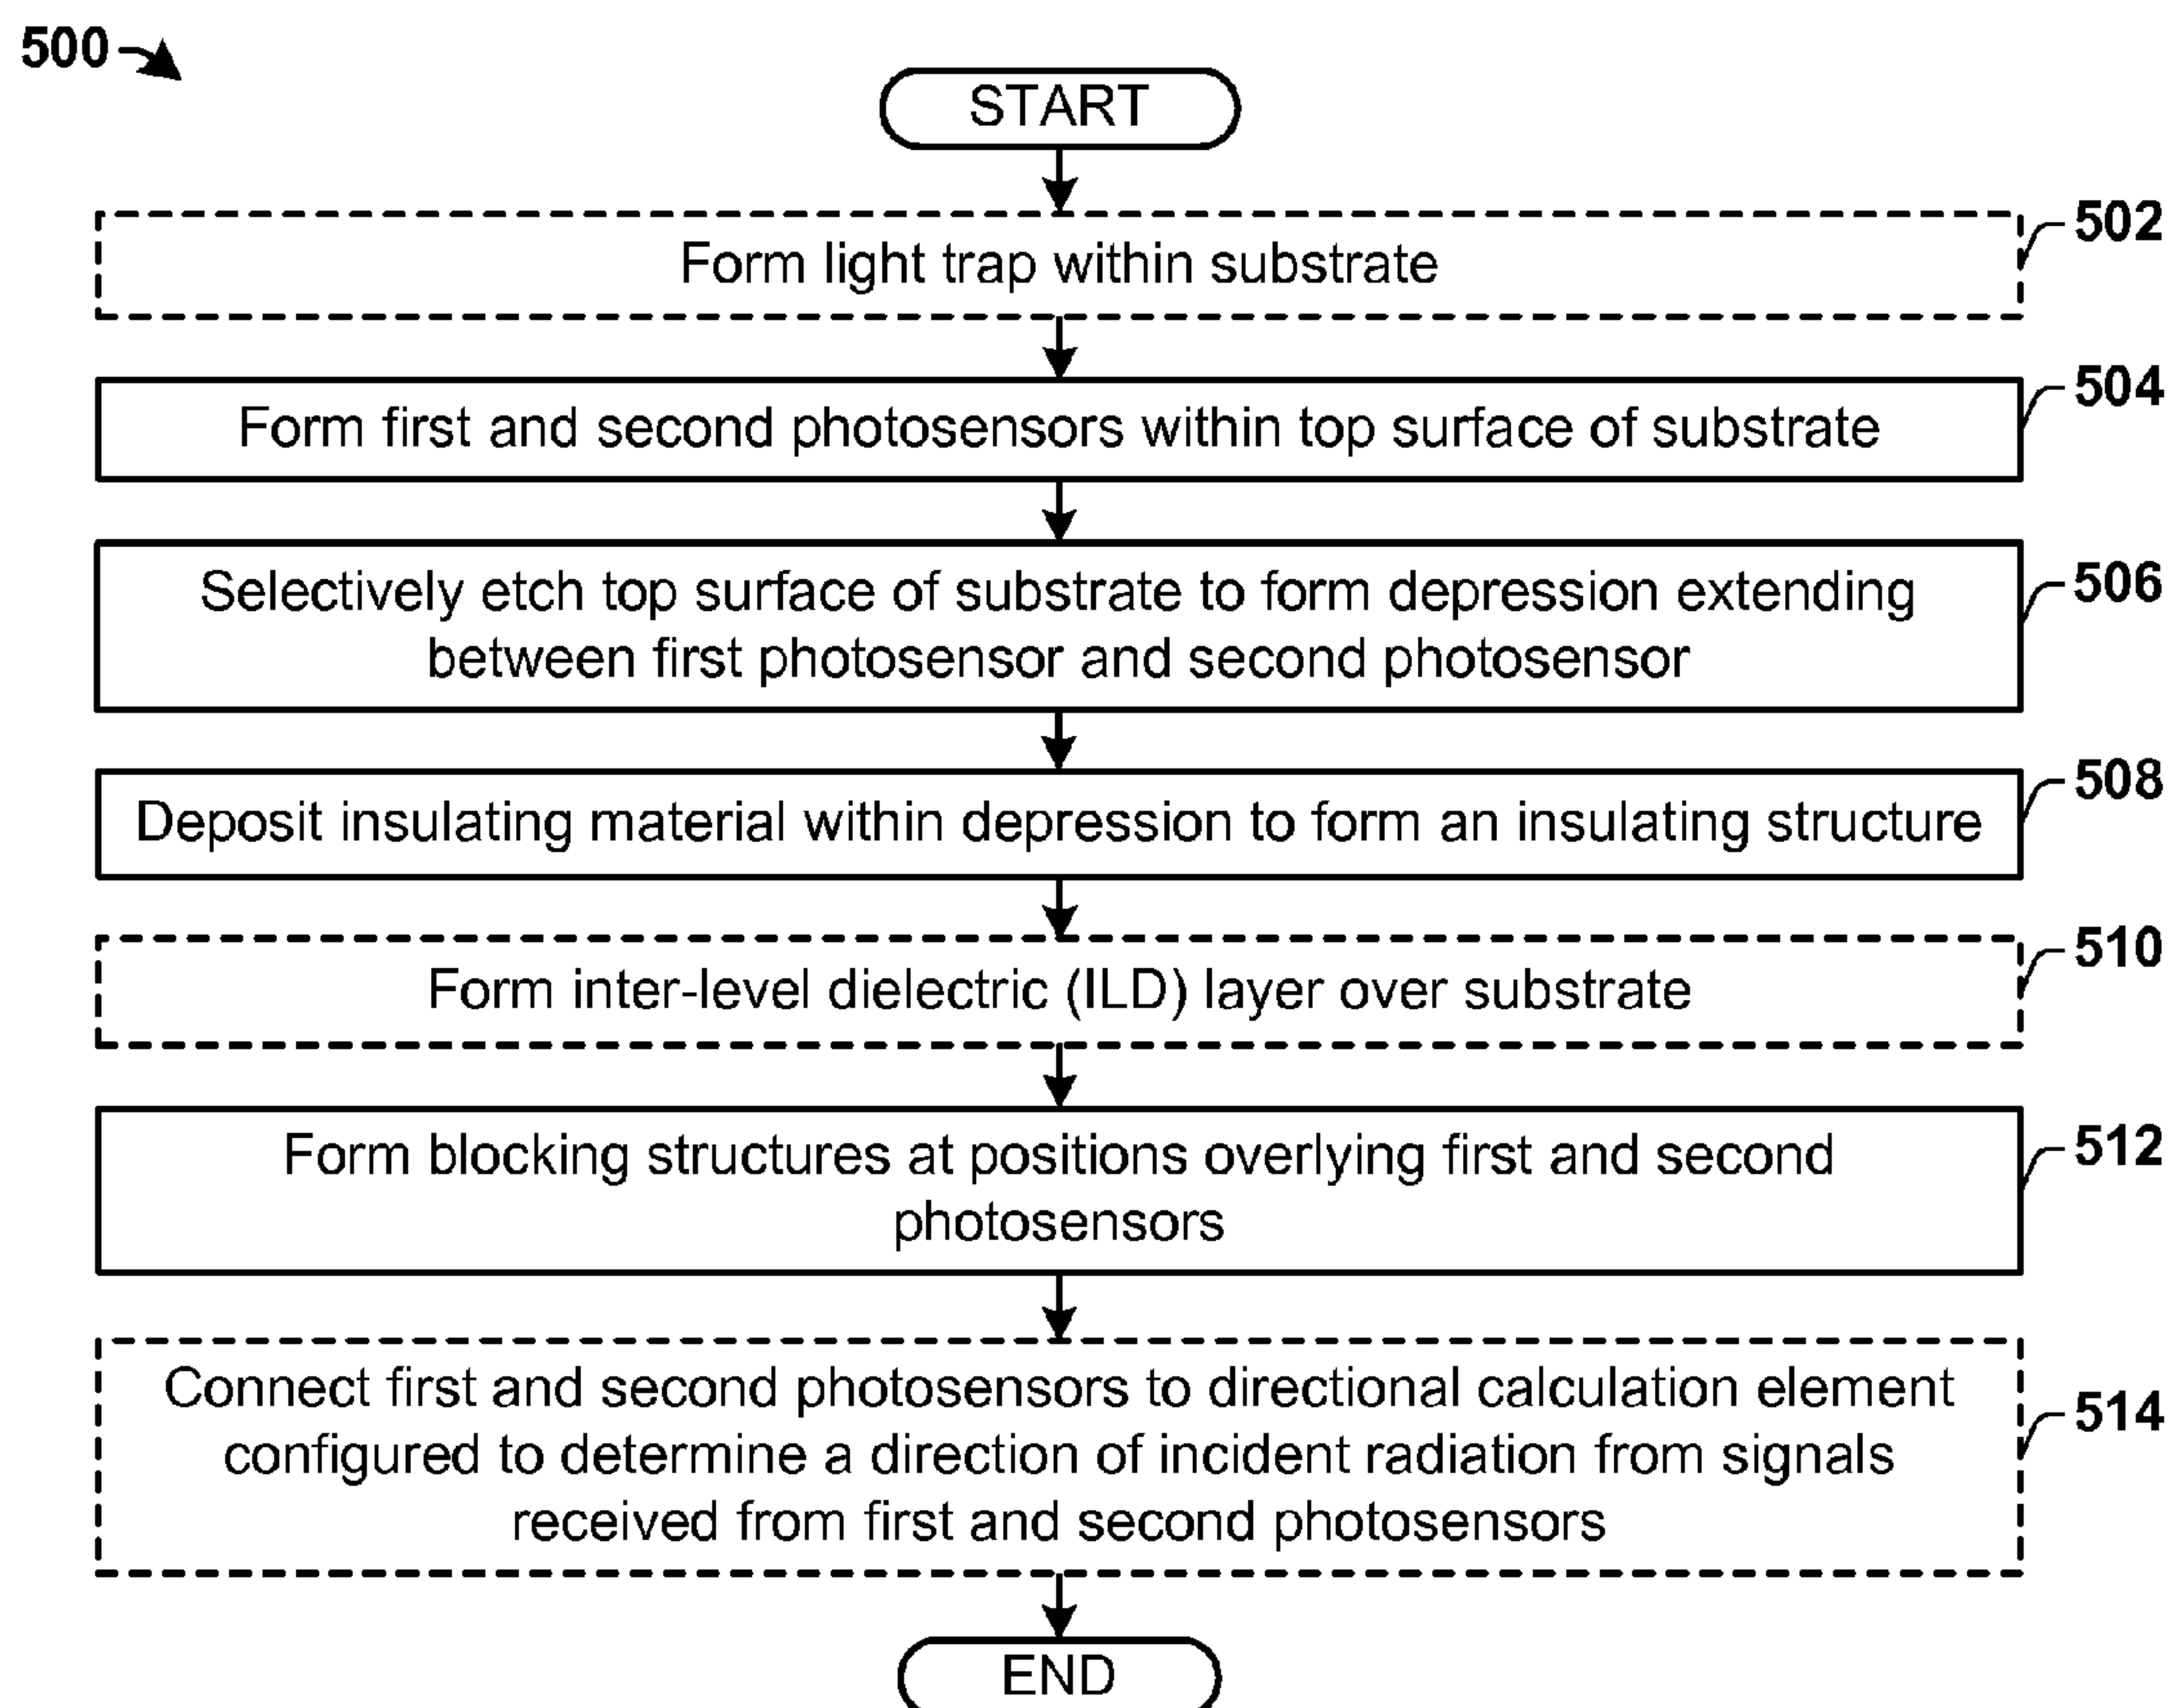 500
START
Form light trap within substrate
502
Form first and second photosensors within top surface of substrate
504
Selectively etch top surface of substrate to form depression extending
between first photosensor and second photosensor
506
Deposit insulating material within depression to form an insulating structure
508
Form inter-level dielectric (ILD) layer over substrate
510
Form blocking structures at positions overlying first and second
photosensors
512
Connect first and second photosensors to directional calculation element
configured to determine a direction of incident radiation from signals
received from first and second photosensors
514
END